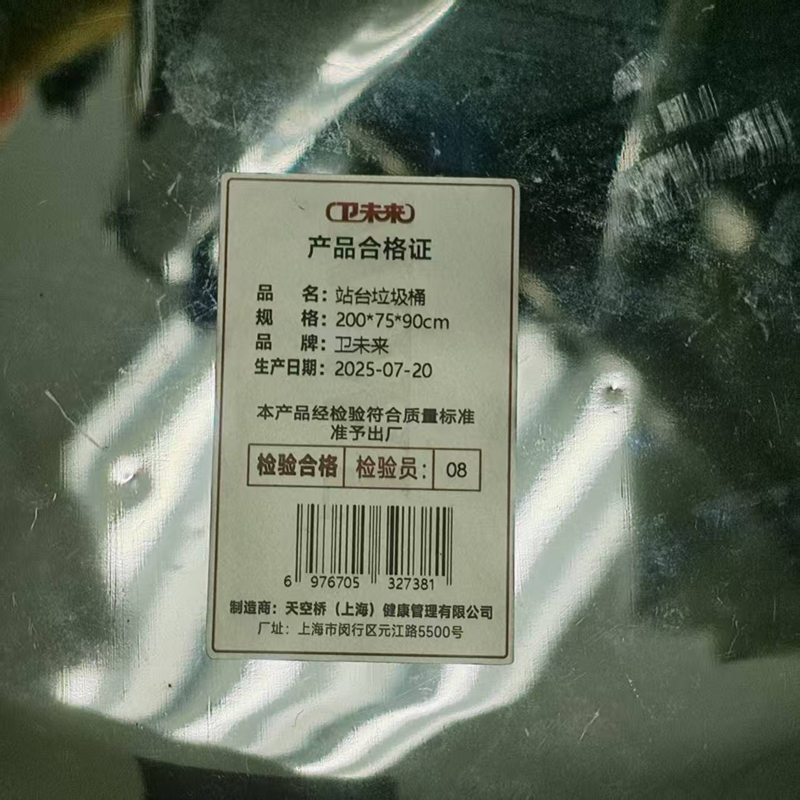 卫未来
产品合格证
品 名：站台垃圾桶
规 格：200*75*90cm
品 牌：卫未来
生产日期：2025-07-20
本产品经检验符合质量标准
准予出厂
检验合格 检验员： 08
6 976705 327381
制造商：天空桥（上海）健康管理有限公司
厂址：上海市闵行区元江路5500号